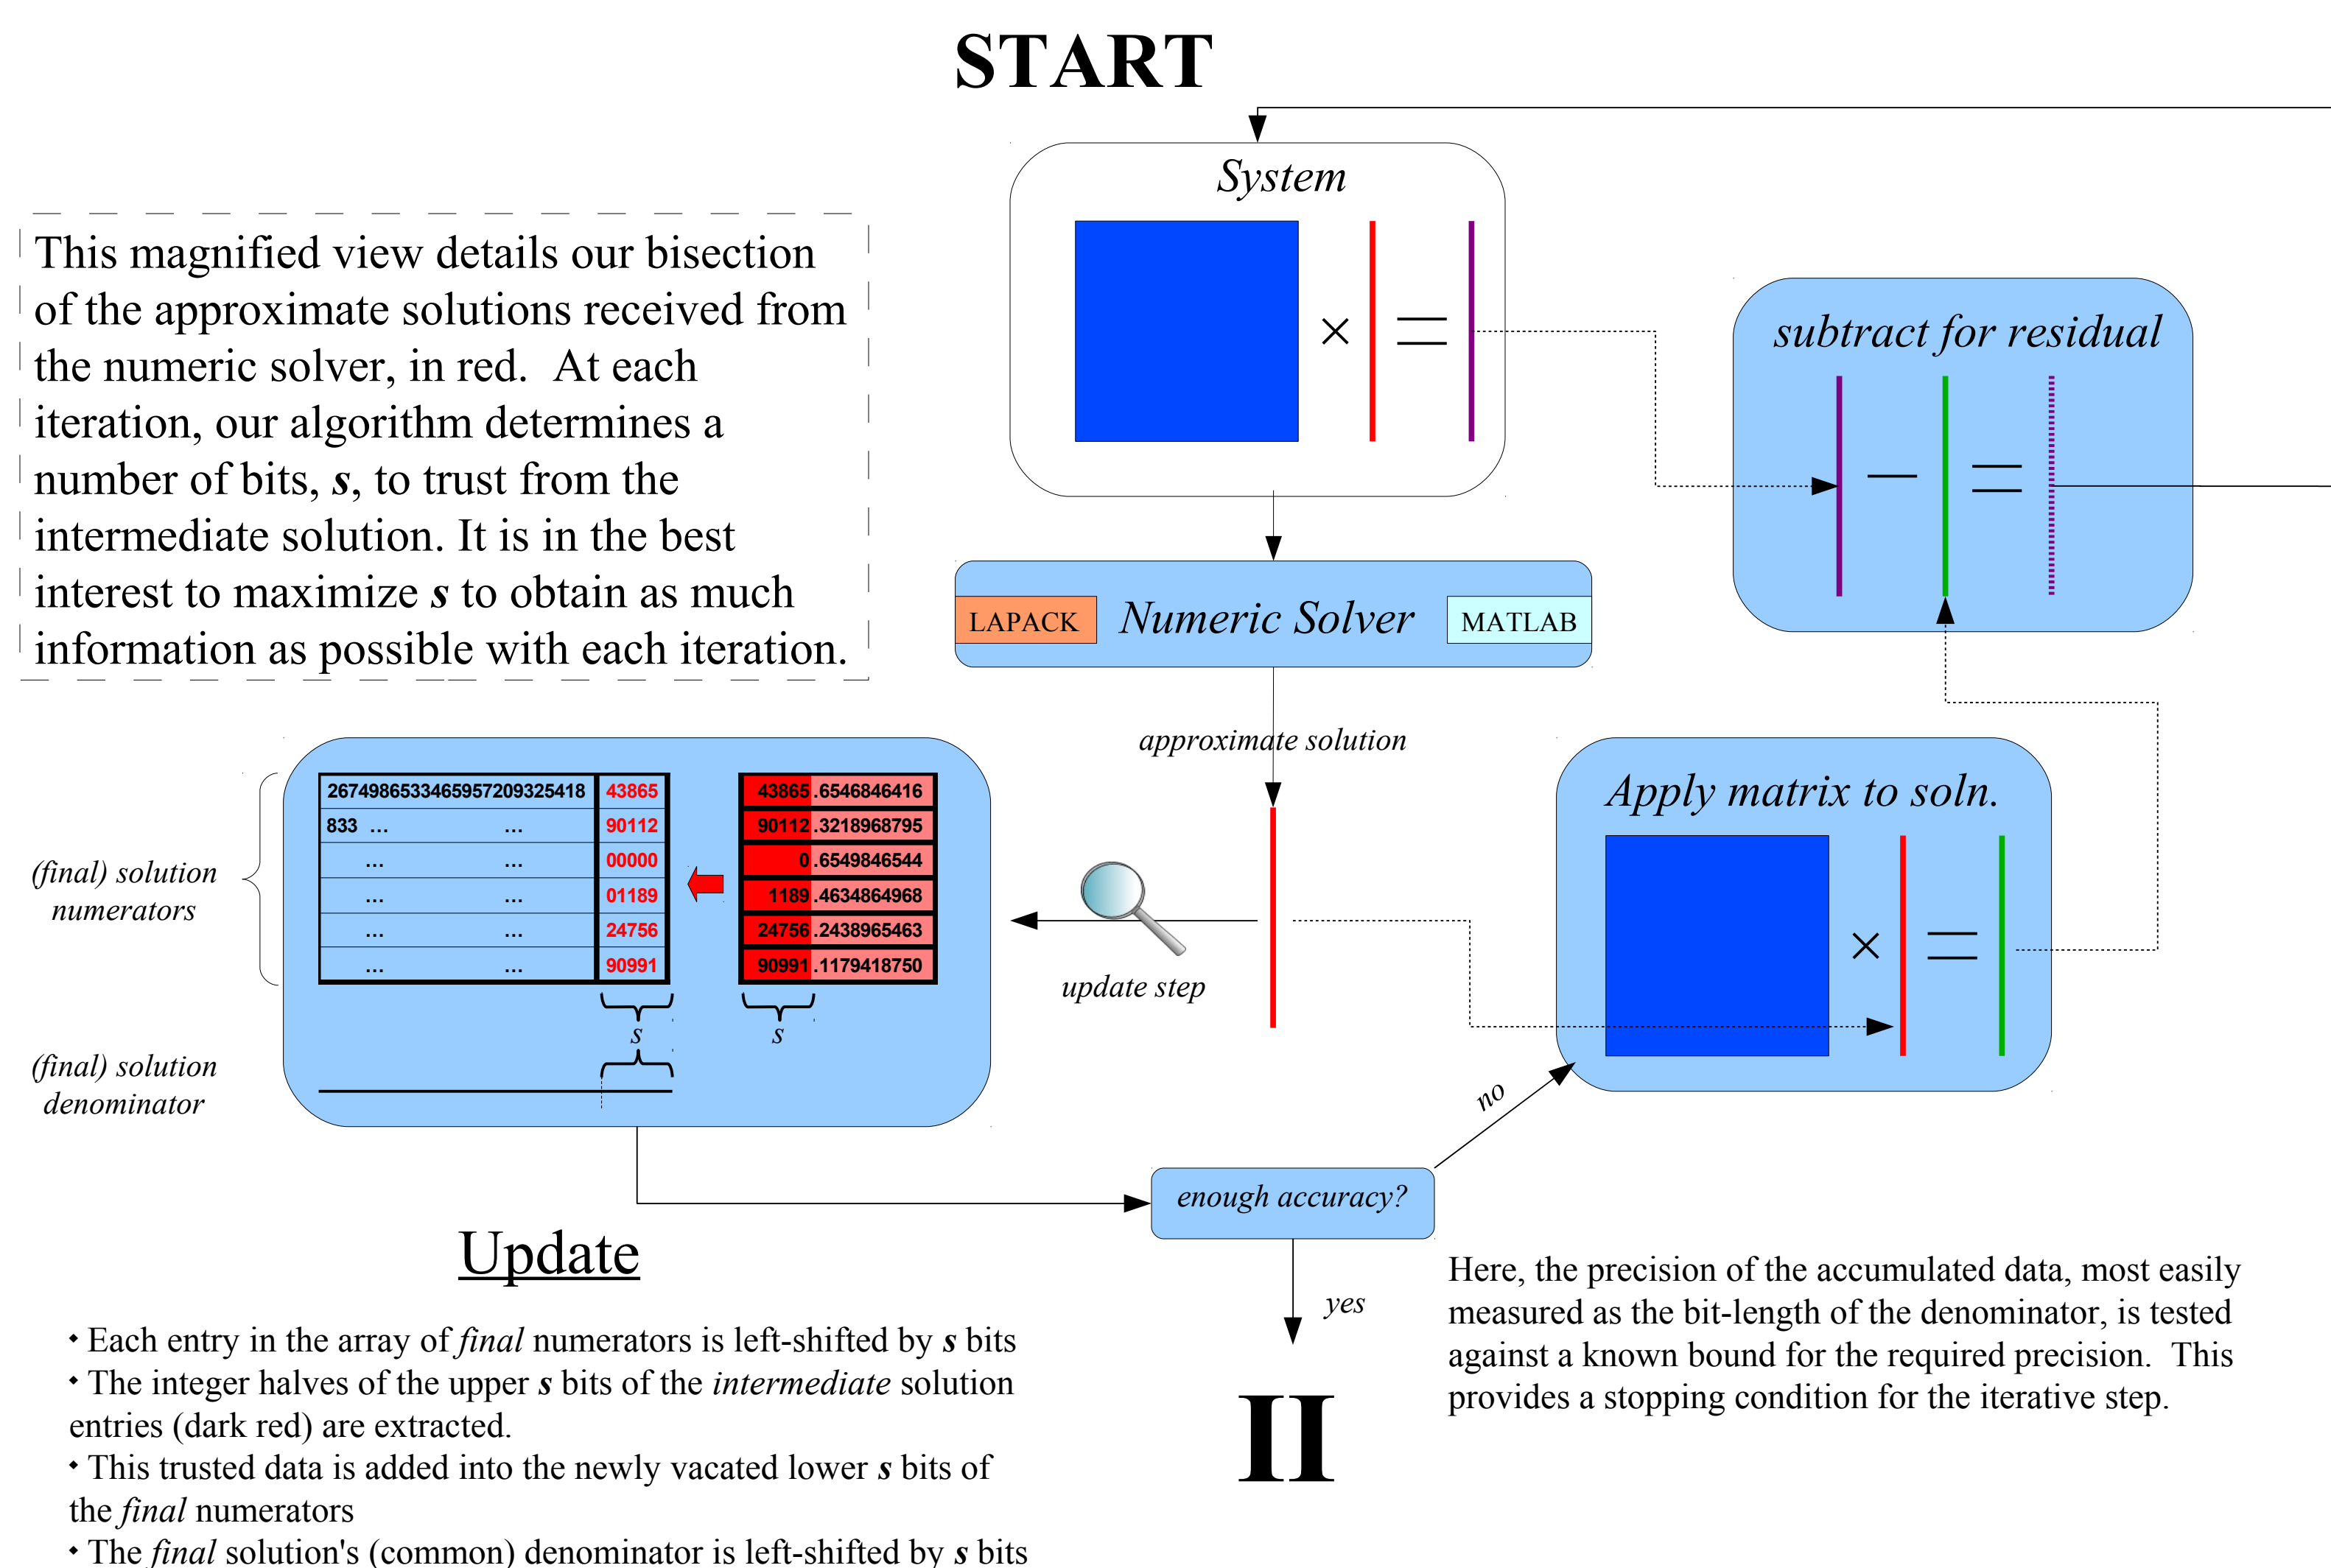 START
System
× =
This magnified view details our bisection
of the approximate solutions received from
the numeric solver, in red.  At each
iteration, our algorithm determines a
number of bits, s, to trust from the
intermediate solution. It is in the best
interest to maximize s to obtain as much
information as possible with each iteration.
subtract for residual
− =
LAPACK Numeric Solver MATLAB
approximate solution
(final) solution
numerators
2674986533465957209325418 43865 43865.6546846416
833 ... ... 90112 90112.3218968795
... ... 00000 0.6549846544
... ... 01189 1189.4634864968
... ... 24756 24756.2438965463
... ... 90991 90991.1179418750
s s
(final) solution
denominator
update step
Apply matrix to soln.
× =
no
enough accuracy?
yes
II
Update
• Each entry in the array of final numerators is left-shifted by s bits
• The integer halves of the upper s bits of the intermediate solution
entries (dark red) are extracted.
• This trusted data is added into the newly vacated lower s bits of
the final numerators
• The final solution's (common) denominator is left-shifted by s bits
Here, the precision of the accumulated data, most easily
measured as the bit-length of the denominator, is tested
against a known bound for the required precision.  This
provides a stopping condition for the iterative step.